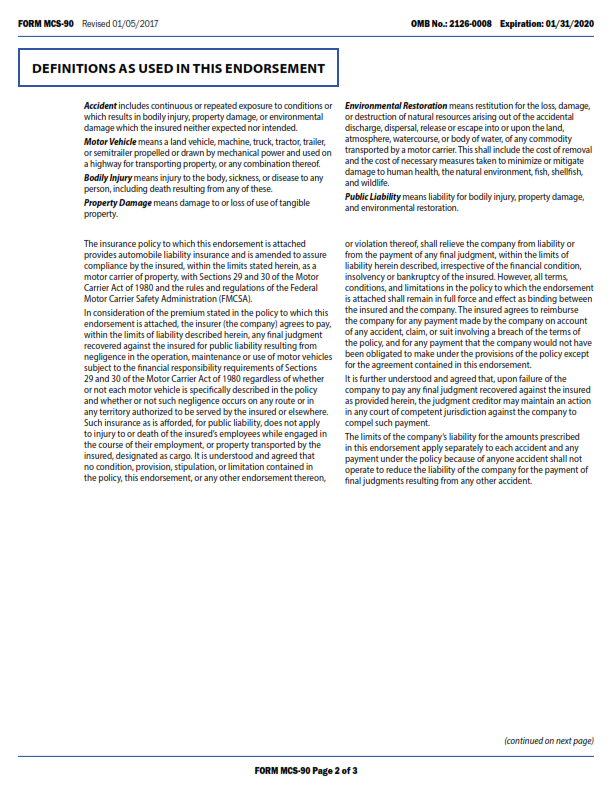 FORM MCS-90 Revised 01/05/2017
OMB No.: 2126-0008 Expiration: 01/31/2020
DEFINITIONS AS USED IN THIS ENDORSEMENT
Accident includes continuous or repeated exposure to conditions or
which results in bodily injury, property damage, or environmental
damage which the insured neither expected nor intended.
Motor Vehicle means a land vehicle, machine, truck, tractor, trailer,
or semitrailer propelled or drawn by mechanical power and used on
a highway for transporting property, or any combination thereof.
Bodily Injury means injury to the body, sickness, or disease to any
person, including death resulting from any of these.
Property Damage means damage to or loss of use of tangible
property.
Environmental Restoration means restitution for the loss, damage,
or destruction of natural resources arising out of the accidental
discharge, dispersal, release or escape into or upon the land,
atmosphere, watercourse, or body of water, of any commodity
transported by a motor carrier. This shall include the cost of removal
and the cost of necessary measures taken to minimize or mitigate
damage to human health, the natural environment, fish, shellfish,
and wildlife.
Public Liability means liability for bodily injury, property damage,
and environmental restoration.
The insurance policy to which this endorsement is attached
provides automobile liability insurance and is amended to assure
compliance by the insured, within the limits stated herein, as a
motor carrier of property, with Sections 29 and 30 of the Motor
Carrier Act of 1980 and the rules and regulations of the Federal
Motor Carrier Safety Administration (FMCSA).
In consideration of the premium stated in the policy to which this
endorsement is attached, the insurer (the company) agrees to pay,
within the limits of liability described herein, any final judgment
recovered against the insured for public liability resulting from
negligence in the operation, maintenance or use of motor vehicles
subject to the financial responsibility requirements of Sections
29 and 30 of the Motor Carrier Act of 1980 regardless of whether
or not each motor vehicle is specifically described in the policy
and whether or not such negligence occurs on any route or in
any territory authorized to be served by the insured or elsewhere.
Such insurance as is afforded, for public liability, does not apply
to injury to or death of the insured's employees while engaged in
the course of their employment, or property transported by the
insured, designated as cargo. It is understood and agreed that
no condition, provision, stipulation, or limitation contained in
the policy, this endorsement, or any other endorsement thereon,
or violation thereof, shall relieve the company from liability or
from the payment of any final judgment, within the limits of
liability herein described, irrespective of the financial condition,
insolvency or bankruptcy of the insured. However, all terms,
conditions, and limitations in the policy to which the endorsement
is attached shall remain in full force and effect as binding between
the insured and the company. The insured agrees to reimburse
the company for any payment made by the company on account
of any accident, claim, or suit involving a breach of the terms of
the policy, and for any payment that the company would not have
been obligated to make under the provisions of the policy except
for the agreement contained in this endorsement.
It is further understood and agreed that, upon failure of the
company to pay any final judgment recovered against the insured
as provided herein, the judgment creditor may maintain an action
in any court of competent jurisdiction against the company to
compel such payment.
The limits of the company's liability for the amounts prescribed
in this endorsement apply separately to each accident and any
payment under the policy because of anyone accident shall not
operate to reduce the liability of the company for the payment of
final judgments resulting from any other accident.
(continued on next page)
FORM MCS-90 Page 2 of 3